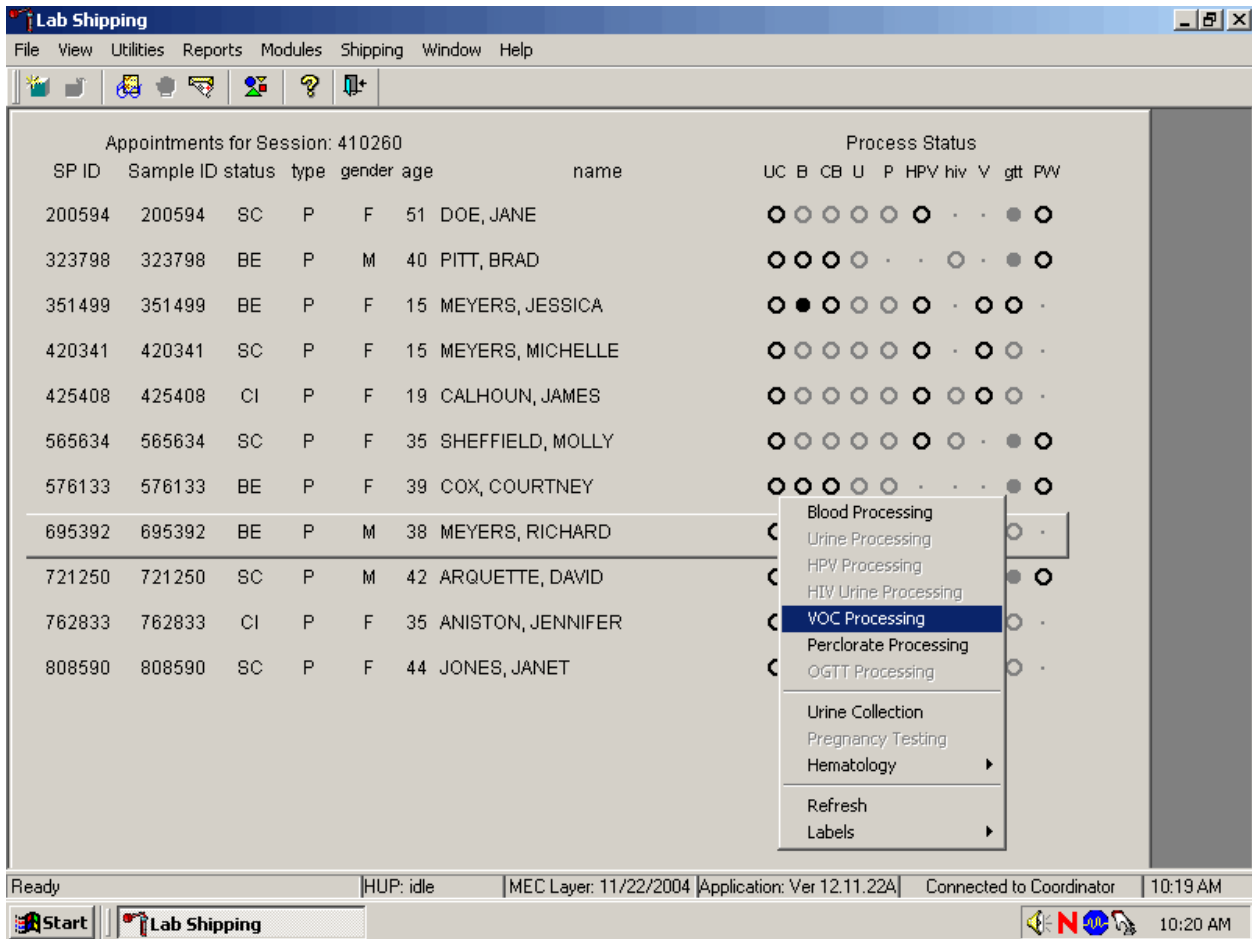 Lab Shipping
File View Utilities Reports Modules Shipping Window Help
Appointments for Session: 410260 Process Status
SP ID Sample ID status type gender age name UC B CB U P HPV hiv V gtt PW
200594 200594 SC P F 51 DOE, JANE
323798 323798 BE P M 40 PITT, BRAD
351499 351499 BE P F 15 MEYERS, JESSICA
420341 420341 SC P F 15 MEYERS, MICHELLE
425408 425408 CI P F 19 CALHOUN, JAMES
565634 565634 SC P F 35 SHEFFIELD, MOLLY
576133 576133 BE P F 39 COX, COURTNEY
695392 695392 BE P M 38 MEYERS, RICHARD
721250 721250 SC P M 42 ARQUETTE, DAVID
762833 762833 CI P F 35 ANISTON, JENNIFER
808590 808590 SC P F 44 JONES, JANET
Blood Processing
Urine Processing
HPV Processing
HIV Urine Processing
VOC Processing
Perclorate Processing
OGTT Processing
Urine Collection
Pregnancy Testing
Hematology
Refresh
Labels
Ready HUP: idle MEC Layer: 11/22/2004 Application: Ver 12.11.22A Connected to Coordinator 10:19 AM
Start Lab Shipping N 10:20 AM